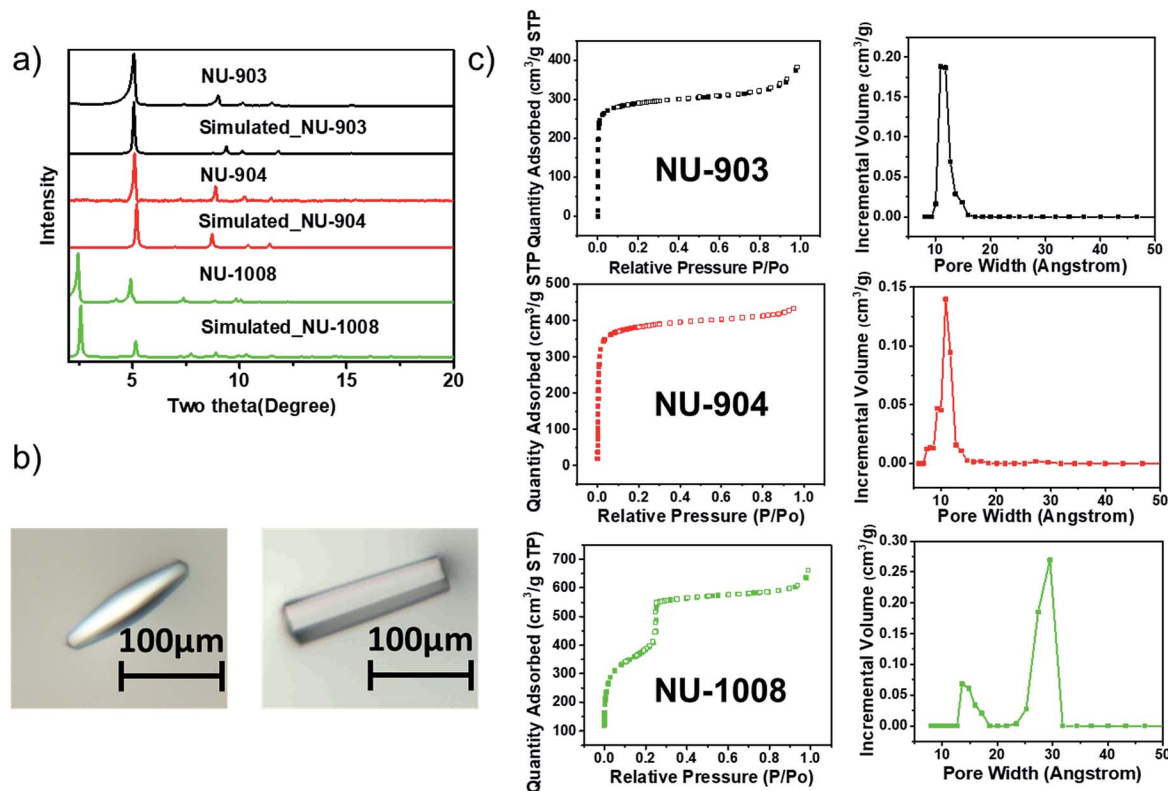 a)
Intensity
NU-903
Simulated_NU-903
NU-904
Simulated_NU-904
NU-1008
Simulated_NU-1008
5 10 15 20
Two theta(Degree)
b)
100μm
100μm
c)
Quantity Adsorbed (cm³/g STP)
400
300
200
100
0
NU-903
0.0 0.2 0.4 0.6 0.8 1.0
Relative Pressure P/Po
Incremental Volume (cm³/g)
0.20
0.15
0.10
0.05
0.00
10 20 30 40 50
Pore Width (Angstrom)
Quantity Adsorbed (cm³/g STP
500
400
300
200
100
0
NU-904
0.0 0.2 0.4 0.6 0.8 1.0
Relative Pressure (P/Po)
Incremental Volume (cm³/g)
0.15
0.10
0.05
0.00
10 20 30 40 50
Pore Width (Angstrom)
Quantity Adsorbed (cm³/g STP)
700
600
500
400
300
200
100
NU-1008
0.0 0.2 0.4 0.6 0.8 1.0
Relative Pressure (P/Po)
Incremental Volume (cm³/g)
0.30
0.25
0.20
0.15
0.10
0.05
0.00
10 20 30 40 50
Pore Width (Angstrom)